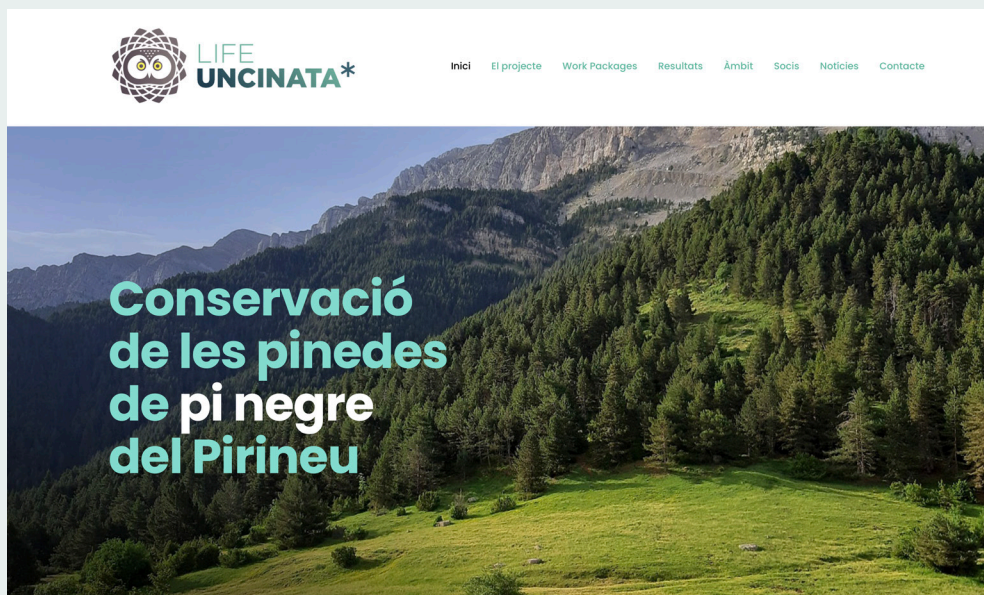 LIFE
UNCINATA*
Inici El projecte Work Packages Resultats Àmbit Socis Noticies Contacte
Conservació
de les pinedes
de pi negre
del Pirineu